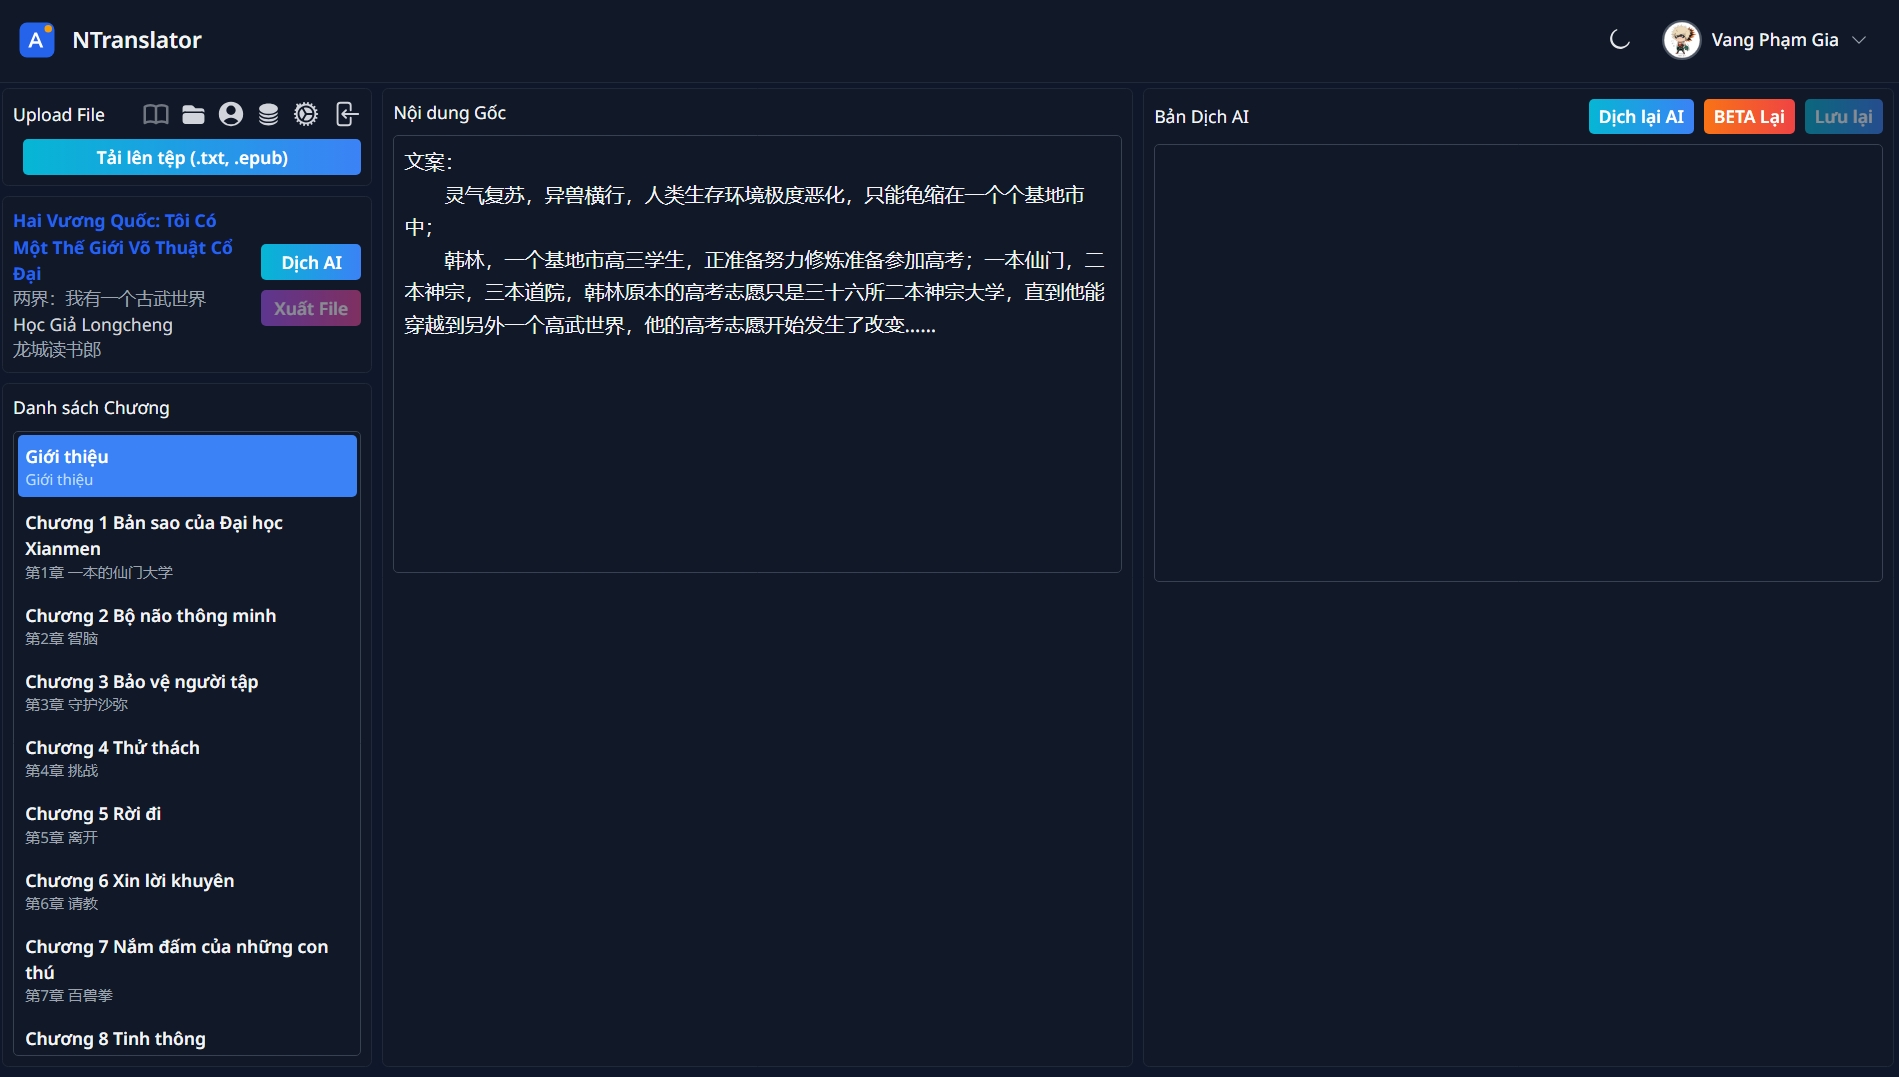 A
NTranslator
Vang Phạm Gia
Upload File
Tải lên tệp (.txt, .epub)
Hai Vương Quốc: Tôi Có
Một Thế Giới Võ Thuật Cổ
Đại
两界：我有一个古武世界
Học Giả Longcheng
龙城读书郎
Dịch AI
Xuất File
Danh sách Chương
Giới thiệu
Giới thiệu
Chương 1 Bản sao của Đại học
Xianmen
第1章 一本的仙门大学
Chương 2 Bộ não thông minh
第2章 智脑
Chương 3 Bảo vệ người tập
第3章 守护沙弥
Chương 4 Thử thách
第4章 挑战
Chương 5 Rời đi
第5章 离开
Chương 6 Xin lời khuyên
第6章 请教
Chương 7 Nắm đấm của những con
thú
第7章 百兽拳
Chương 8 Tinh thông
Nội dung Gốc
文案：
灵气复苏，异兽横行，人类生存环境极度恶化，只能龟缩在一个个基地市
中；
韩林，一个基地市高三学生，正准备努力修炼准备参加高考；一本仙门，二
本神宗，三本道院，韩林原本的高考志愿只是三十六所二本神宗大学，直到他能
穿越到另外一个高武世界，他的高考志愿开始发生了改变……
Bản Dịch AI
Dịch lại AI
BETA Lại
Lưu lại